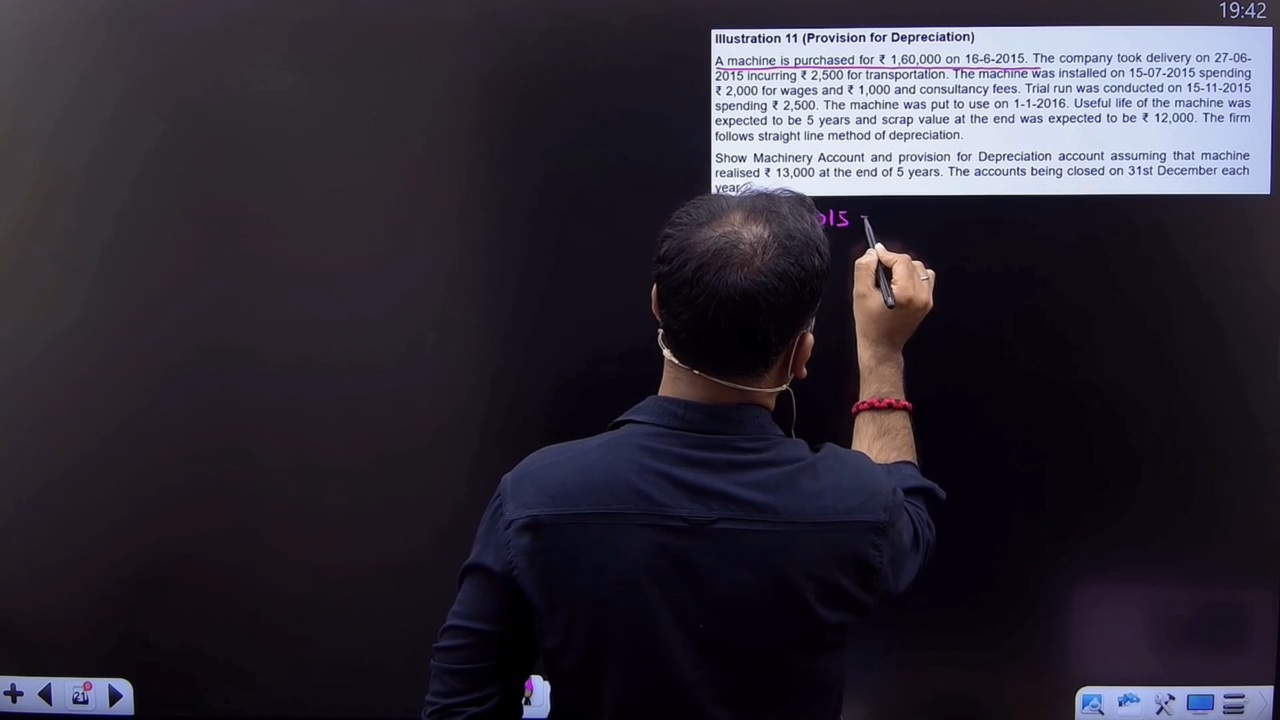 19:42
Illustration 11 (Provision for Depreciation)
A machine is purchased for ₹ 1,60,000 on 16-6-2015. The company took delivery on 27-06-
2015 incurring ₹ 2,500 for transportation. The machine was installed on 15-07-2015 spending
₹ 2,000 for wages and ₹ 1,000 and consultancy fees. Trial run was conducted on 15-11-2015
spending ₹ 2,500. The machine was put to use on 1-1-2016. Useful life of the machine was
expected to be 5 years and scrap value at the end was expected to be ₹ 12,000. The firm
follows straight line method of depreciation.
Show Machinery Account and provision for Depreciation account assuming that machine
realised ₹ 13,000 at the end of 5 years. The accounts being closed on 31st December each
year
015 -
21